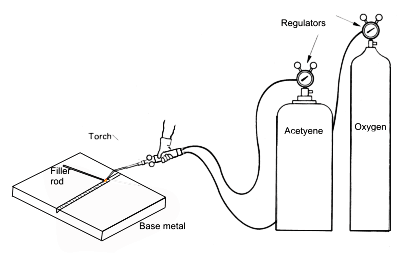 Regulators
Acetyene
Oxygen
Torch
Filler
rod
Base metal